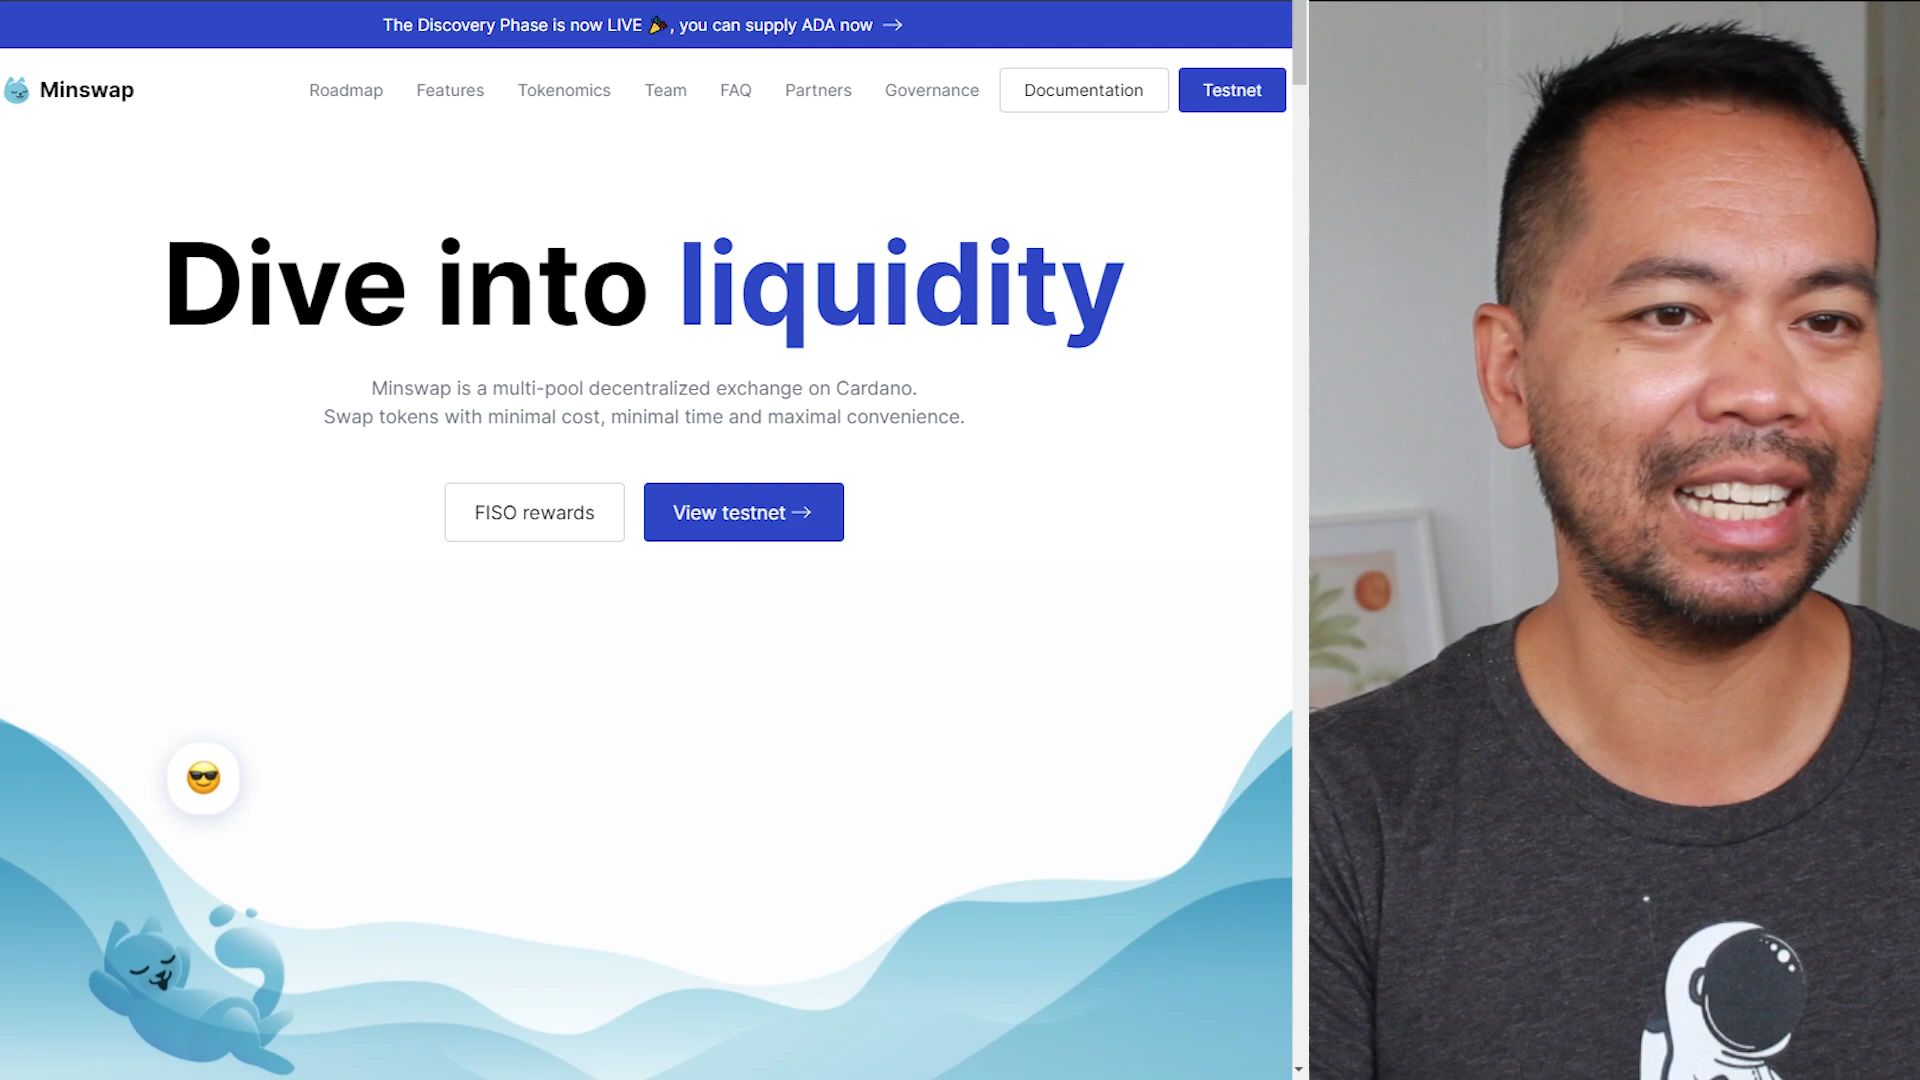 The Discovery Phase is now LIVE 🎉, you can supply ADA now →
Minswap
Roadmap
Features
Tokenomics
Team
FAQ
Partners
Governance
Documentation
Testnet
Dive into liquidity
Minswap is a multi-pool decentralized exchange on Cardano.
Swap tokens with minimal cost, minimal time and maximal convenience.
FISO rewards
View testnet →